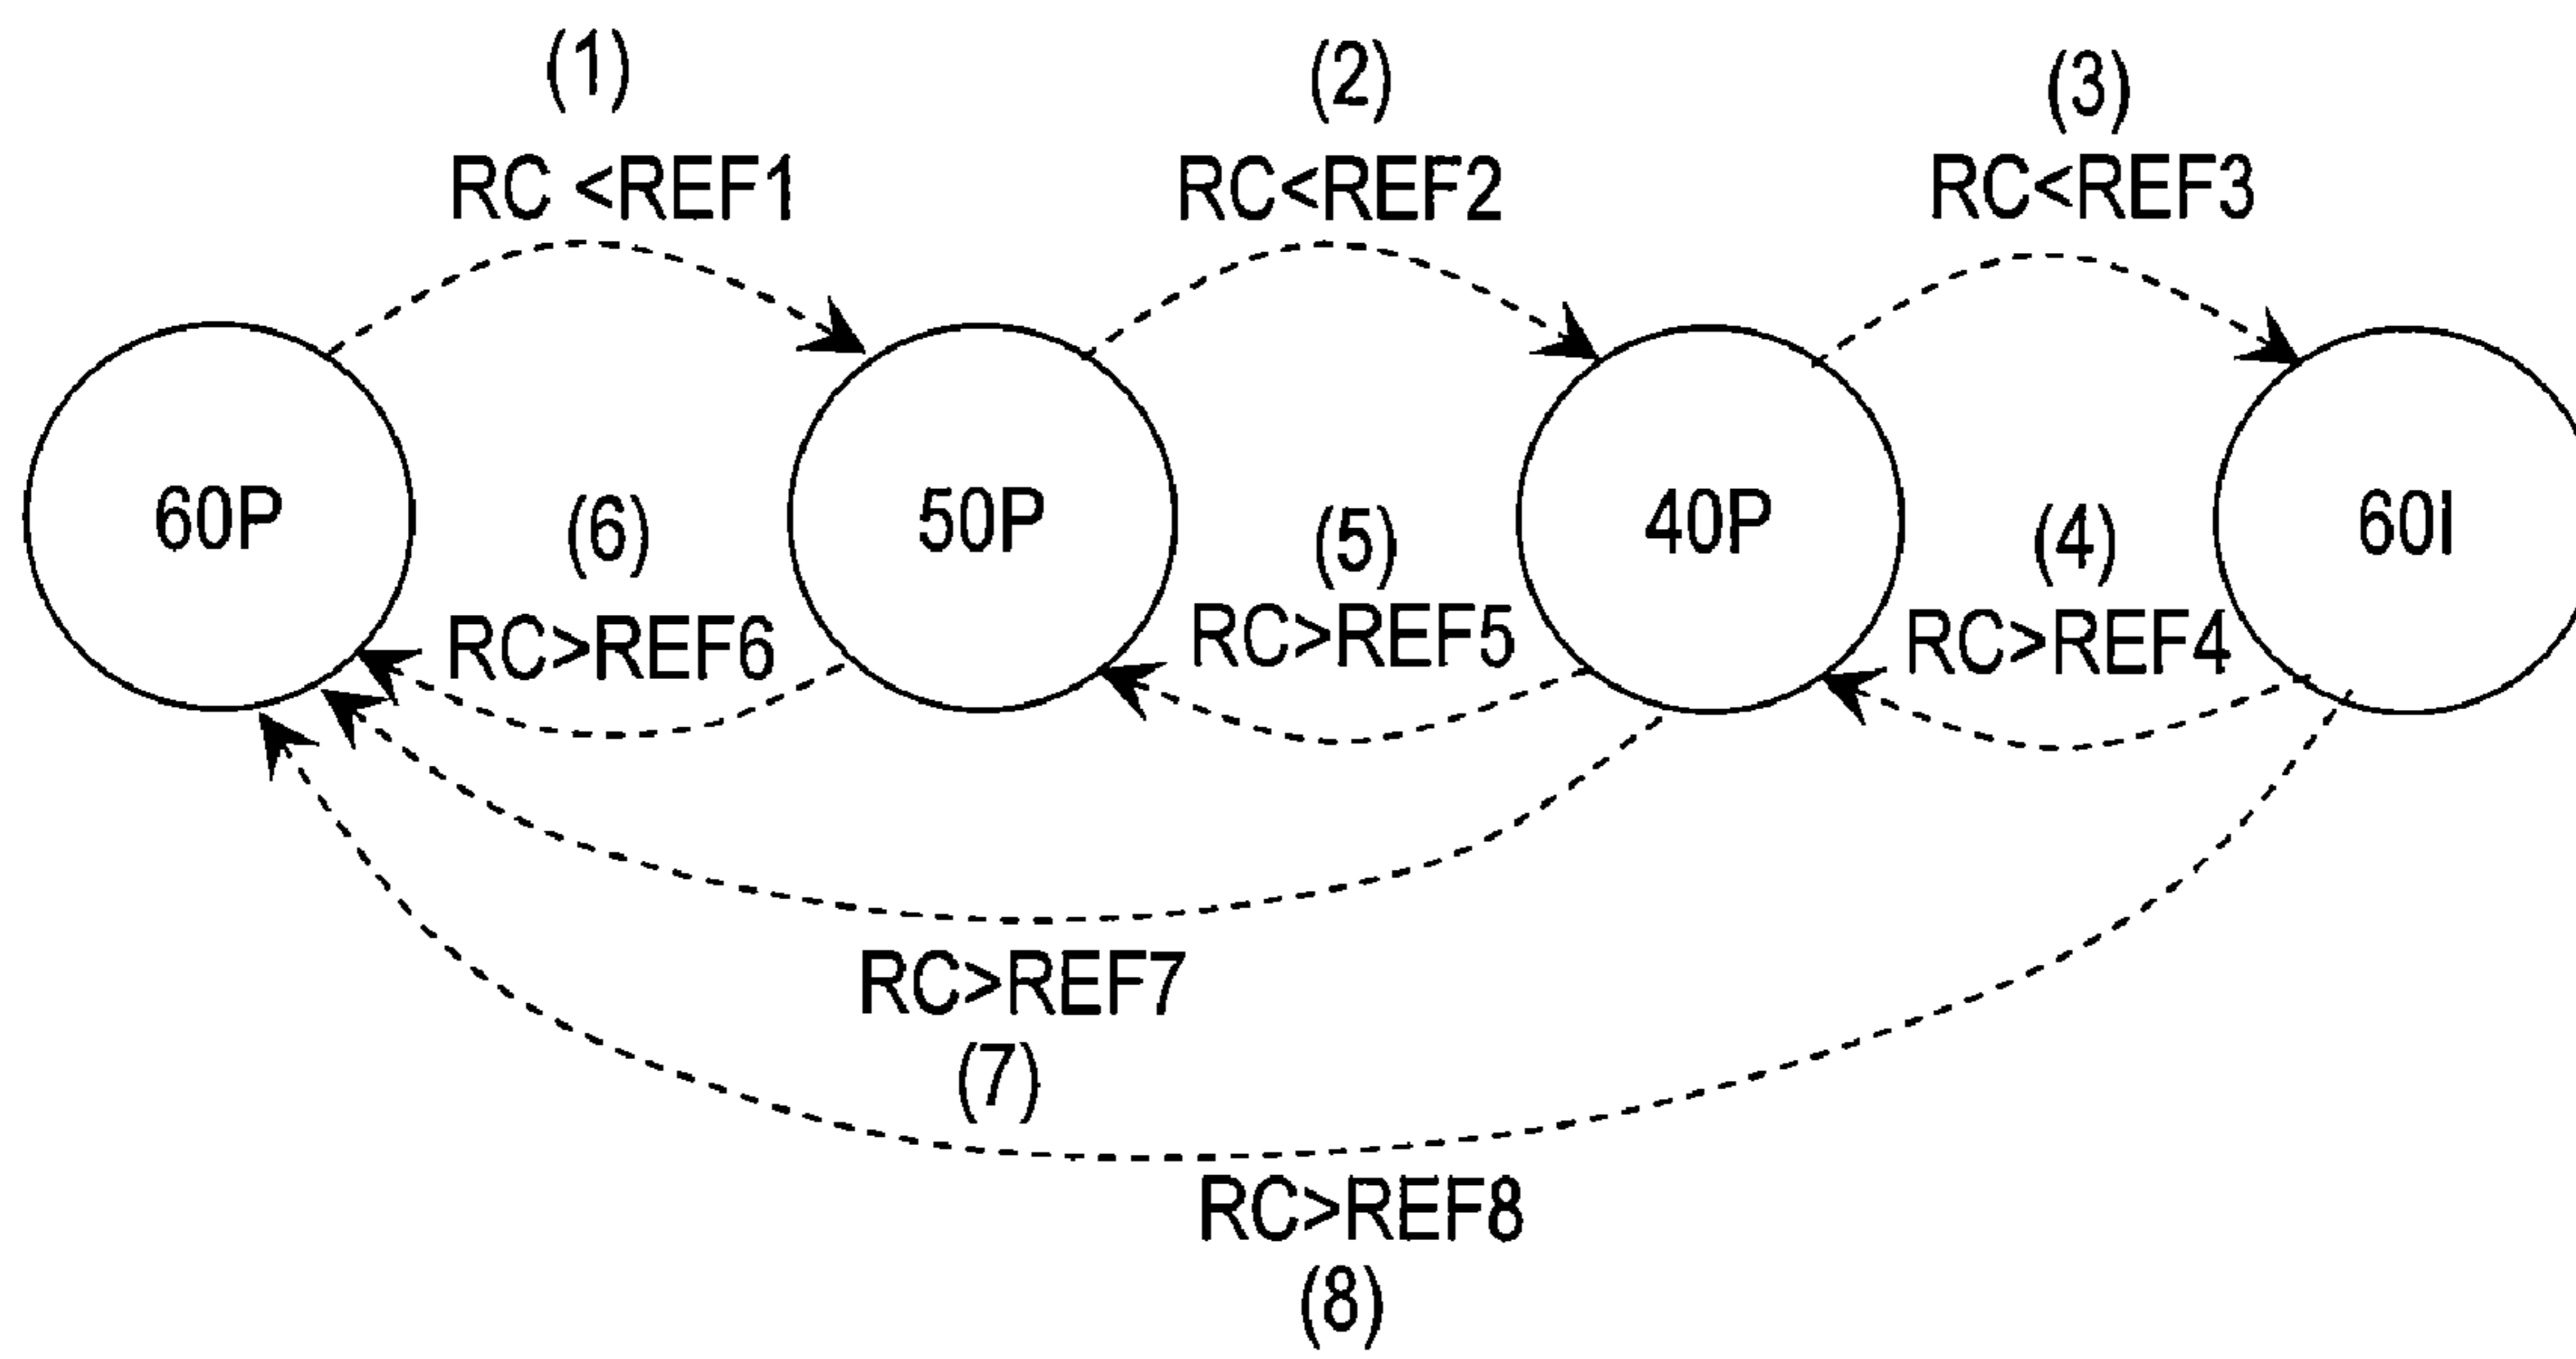 (1)
(2)
(3)
RC <REF1
RC<REF2
RC<REF3
60P
50P
40P
60I
(6)
(5)
(4)
RC>REF6
RC>REF5
RC>REF4
RC>REF7
(7)
RC>REF8
(8)